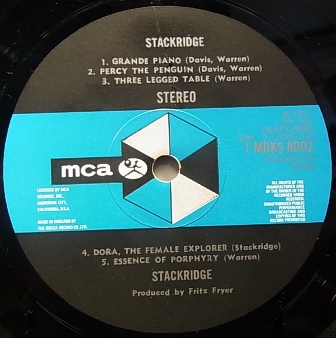 STACKRIDGE
1. GRANDE PIANO (Davis, Warren)
2. PERCY THE PENGUIN (Davis, Warren)
3. THREE LEGGED TABLE (Warren)
STEREO
mca
LICENSED BY MCA
RECORDS, INC.
UNIVERSAL CITY,
CALIFORNIA, U.S.A.
MADE IN ENGLAND BY
THE DECCA RECORD CO. LTD.
MDKS 8002
ALL RIGHTS OF THE
MANUFACTURER AND OF
THE OWNER OF THE
RECORDED WORK
RESERVED.
UNAUTHORISED PUBLIC
PERFORMANCE,
BROADCASTING AND
COPYING OF THIS
RECORD PROHIBITED
4. DORA, THE FEMALE EXPLORER (Stackridge)
5. ESSENCE OF PORPHYRY (Warren)
STACKRIDGE
Produced by Fritz Fryer